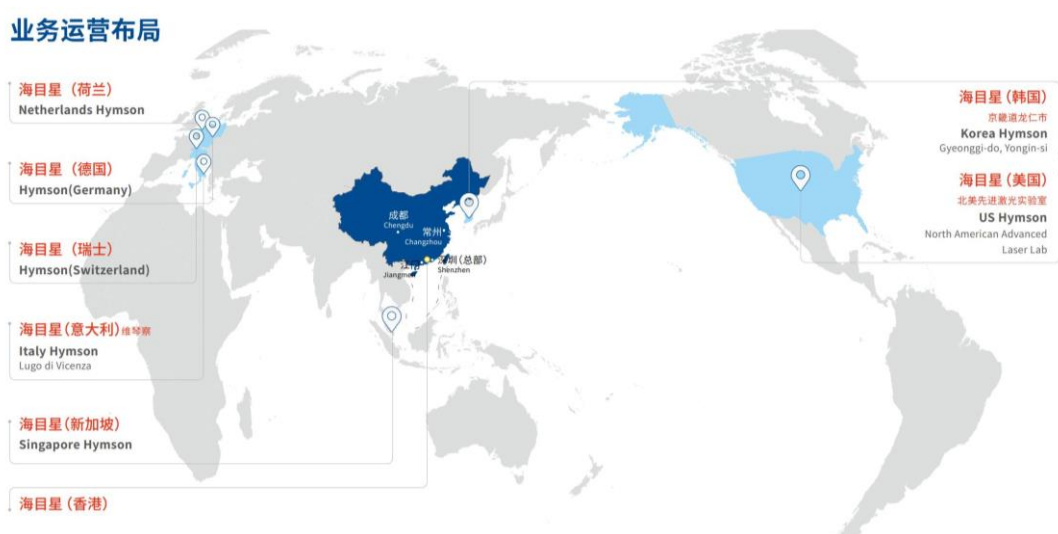 业务运营布局
海目星（荷兰）
Netherlands Hymson
海目星（德国）
Hymson(Germany)
海目星（瑞士）
Hymson(Switzerland)
海目星（意大利）维琴察
Italy Hymson
Lugo di Vicenza
海目星（新加坡）
Singapore Hymson
海目星（香港）
成都
Chengdu
常州
Changzhou
江门
Jiangmen
深圳（总部）
Shenzhen
海目星（韩国）
京畿道龙仁市
Korea Hymson
Gyeonggi-do, Yongin-si
海目星（美国）
北美先进激光实验室
US Hymson
North American Advanced
Laser Lab